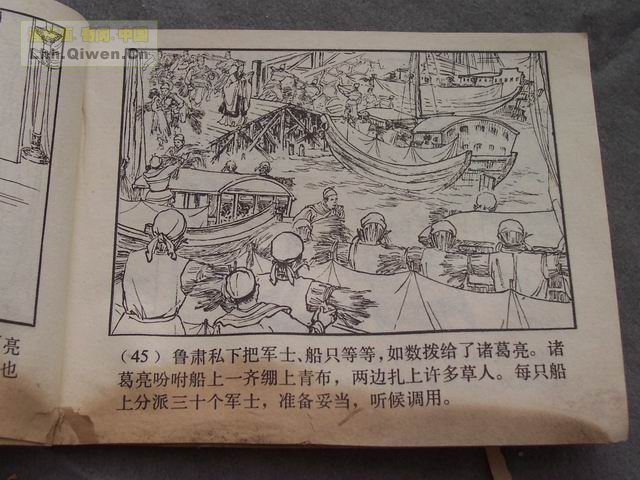 Lhh.Qiwen.Cn
亮
也
(45) 鲁肃私下把军士、船只等等，如数拨给了诸葛亮。诸
葛亮吩咐船上一齐绷上青布，两边扎上许多草人。每只船
上分派三十个军士，准备妥当，听候调用。